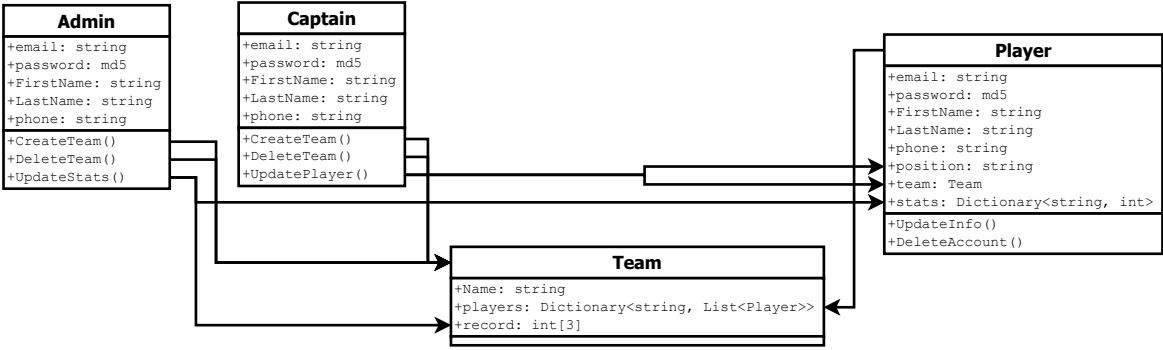 Admin
+email: string
+password: md5
+FirstName: string
+LastName: string
+phone: string
+CreateTeam()
+DeleteTeam()
+UpdateStats()
Captain
+email: string
+password: md5
+FirstName: string
+LastName: string
+phone: string
+CreateTeam()
+DeleteTeam()
+UpdatePlayer()
Player
+email: string
+password: md5
+FirstName: string
+LastName: string
+phone: string
+position: string
+team: Team
+stats: Dictionary<string, int>
+UpdateInfo()
+DeleteAccount()
Team
+Name: string
+players: Dictionary<string, List<Player>>
+record: int[3]